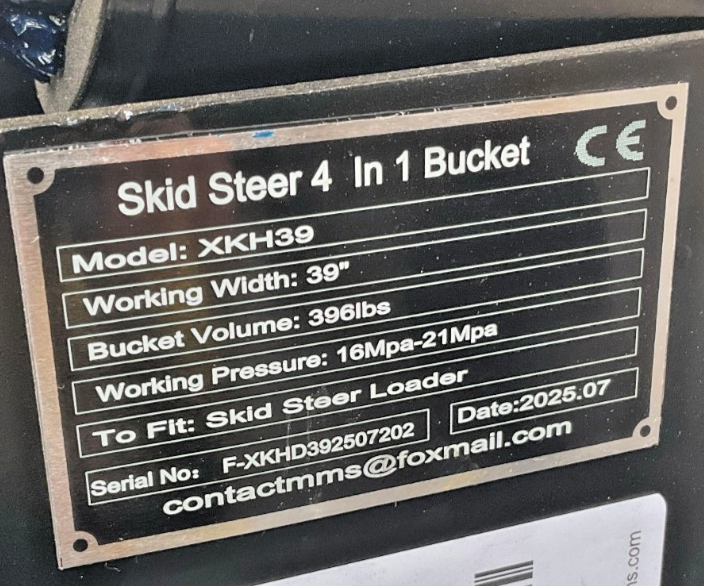 Skid Steer 4 In 1 Bucket CE
Model: XKH39
Working Width: 39"
Bucket Volume: 396lbs
Working Pressure: 16Mpa-21Mpa
To Fit: Skid Steer Loader
Serial No: F-XKHD392507202 Date:2025.07
contactmms@foxmail.com
s.com